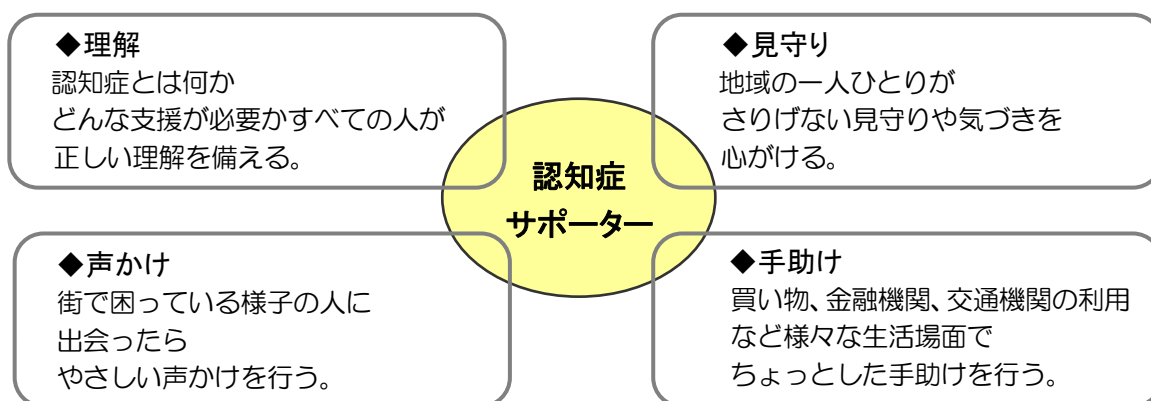 ◆理解
認知症とは何か
どんな支援が必要かすべての人が
正しい理解を備える。
◆見守り
地域の一人ひとりが
さりげない見守りや気づきを
心がける。
認知症
サポーター
◆声かけ
街で困っている様子の人に
出会ったら
やさしい声かけを行う。
◆手助け
買い物、金融機関、交通機関の利用
など様々な生活場面で
ちょっとした手助けを行う。